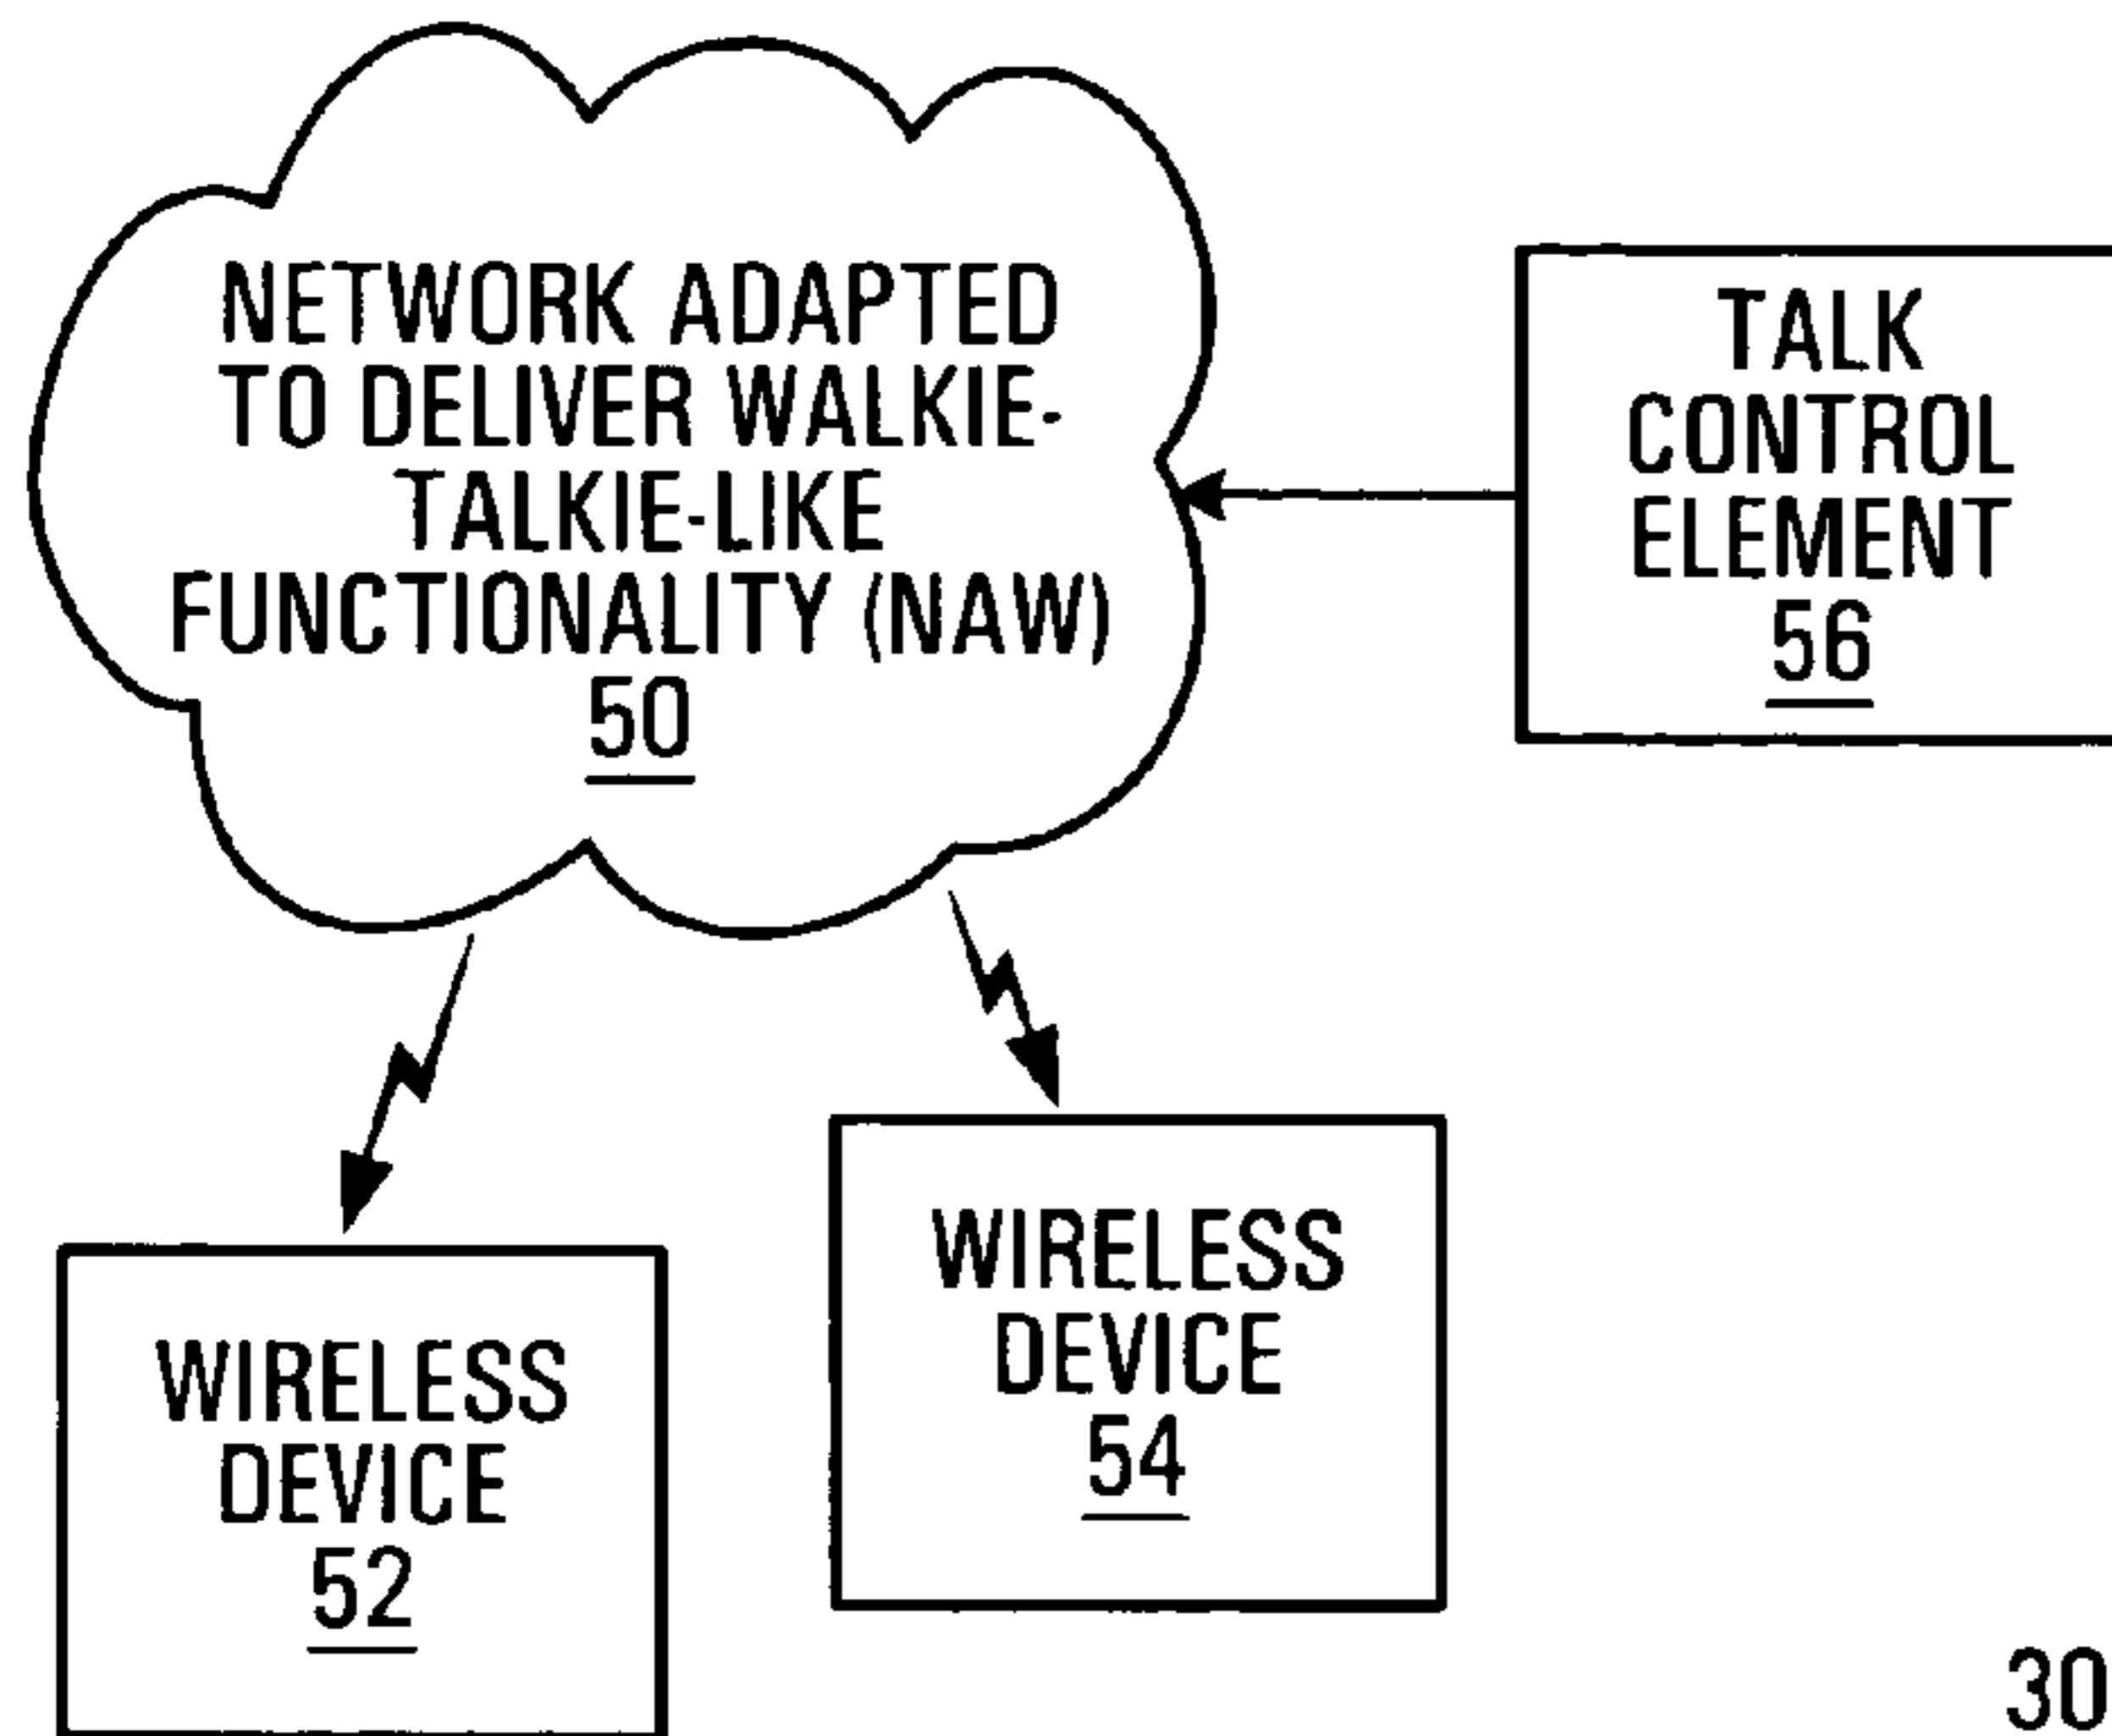 NETWORK ADAPTED
TO DELIVER WALKIE-
TALKIE-LIKE
FUNCTIONALITY (NAW)
50
TALK
CONTROL
ELEMENT
56
WIRELESS
DEVICE
52
WIRELESS
DEVICE
54
30